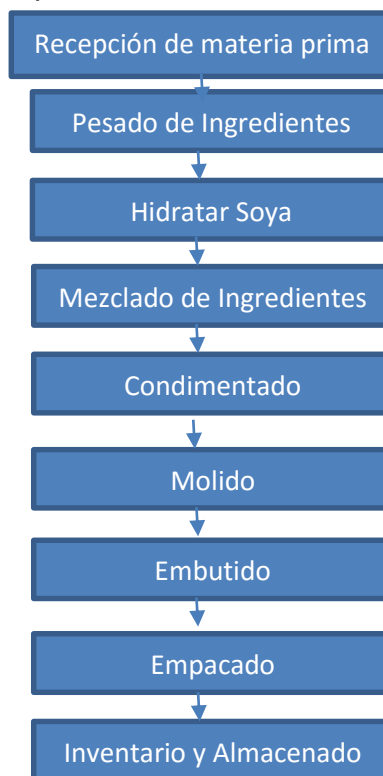 Recepción de materia prima
Pesado de Ingredientes
Hidratar Soya
Mezclado de Ingredientes
Condimentado
Molido
Embutido
Empacado
Inventario y Almacenado